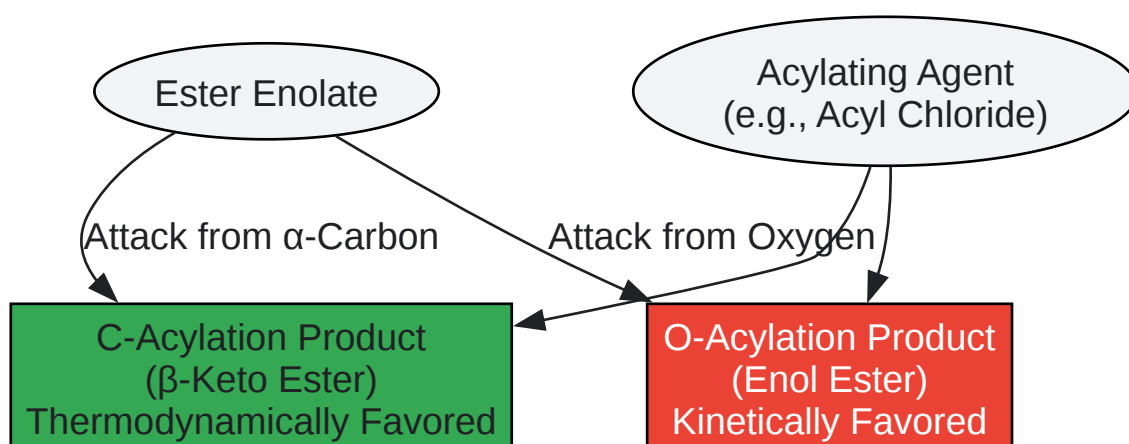 Ester Enolate
Acylating Agent
(e.g., Acyl Chloride)
Attack from α-Carbon
Attack from Oxygen
C-Acylation Product
(β-Keto Ester)
Thermodynamically Favored
O-Acylation Product
(Enol Ester)
Kinetically Favored